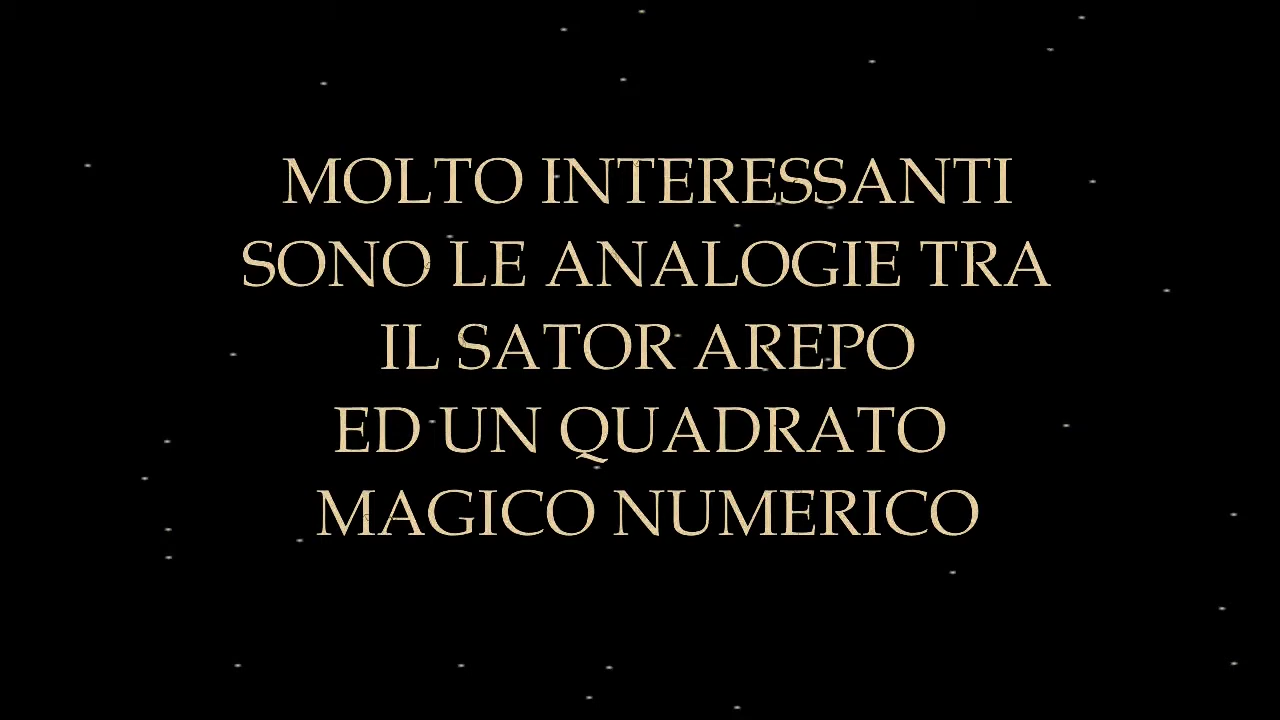 MOLTO INTERESSANTI
SONO LE ANALOGIE TRA
IL SATOR AREPO
ED UN QUADRATO
MAGICO NUMERICO